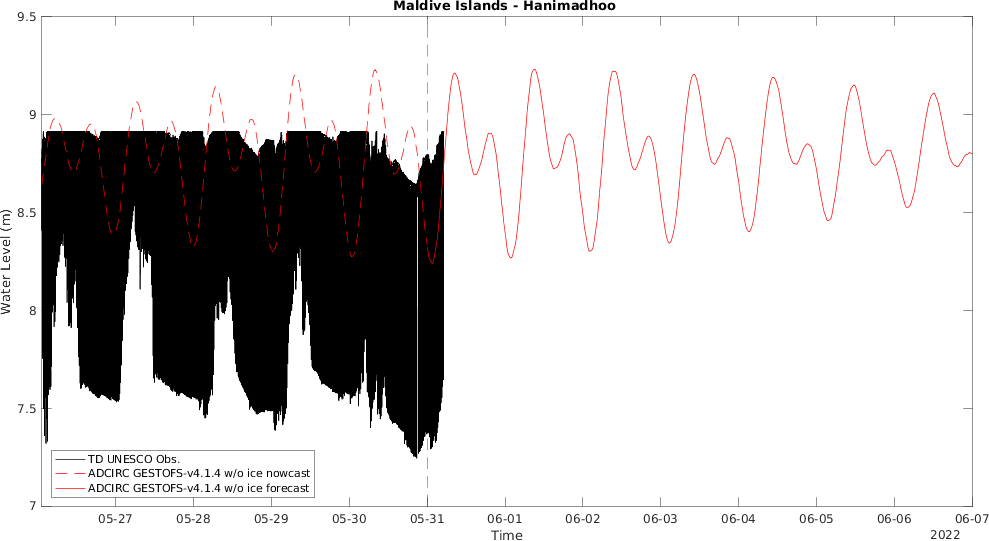 Maldive Islands - Hanimadhoo
9.5
9
8.5
8
7.5
7
Water Level (m)
TD UNESCO Obs.
ADCIRC GESTOFS-v4.1.4 w/o ice nowcast
ADCIRC GESTOFS-v4.1.4 w/o ice forecast
05-27 05-28 05-29 05-30 05-31 06-01 06-02 06-03 06-04 06-05 06-06 06-07
Time
2022